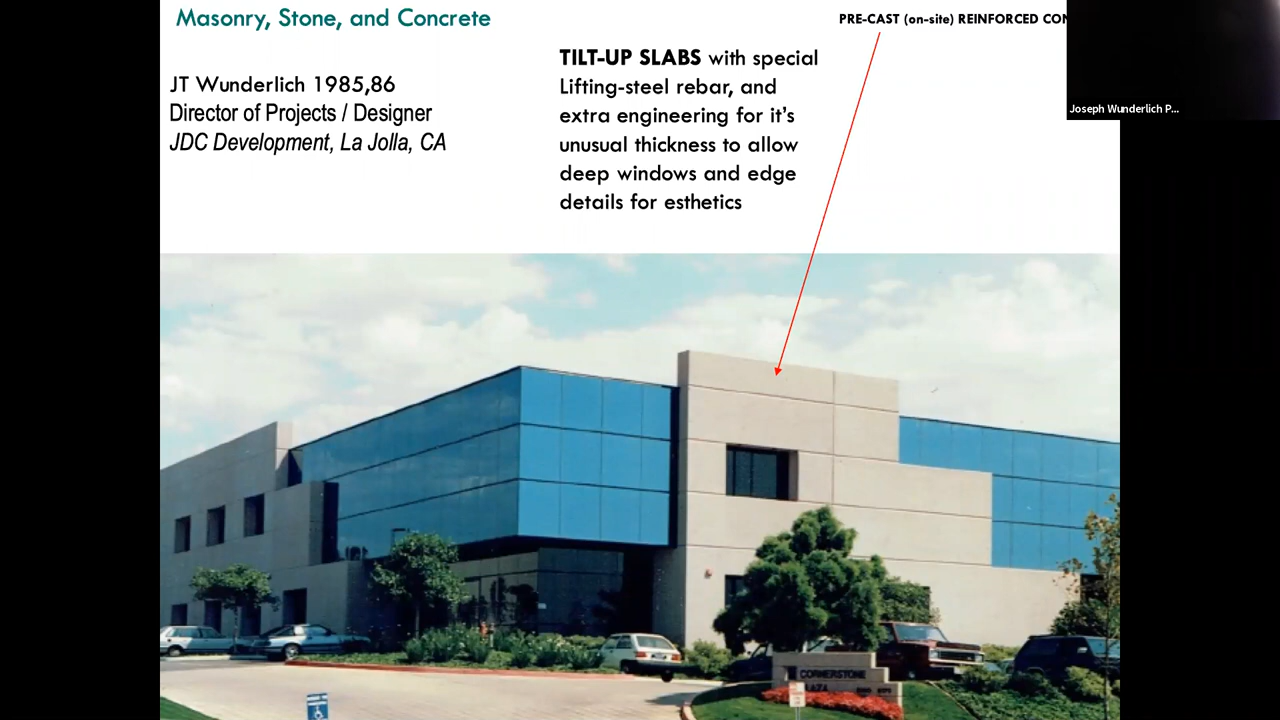 Masonry, Stone, and Concrete
PRE-CAST (on-site) REINFORCED
JT Wunderlich 1985,86
Director of Projects / Designer
JDC Development, La Jolla, CA
TILT-UP SLABS with special
Lifting-steel rebar, and
extra engineering for it's
unusual thickness to allow
deep windows and edge
details for esthetics
Joseph Wunderlich P...
CORNERSTONE